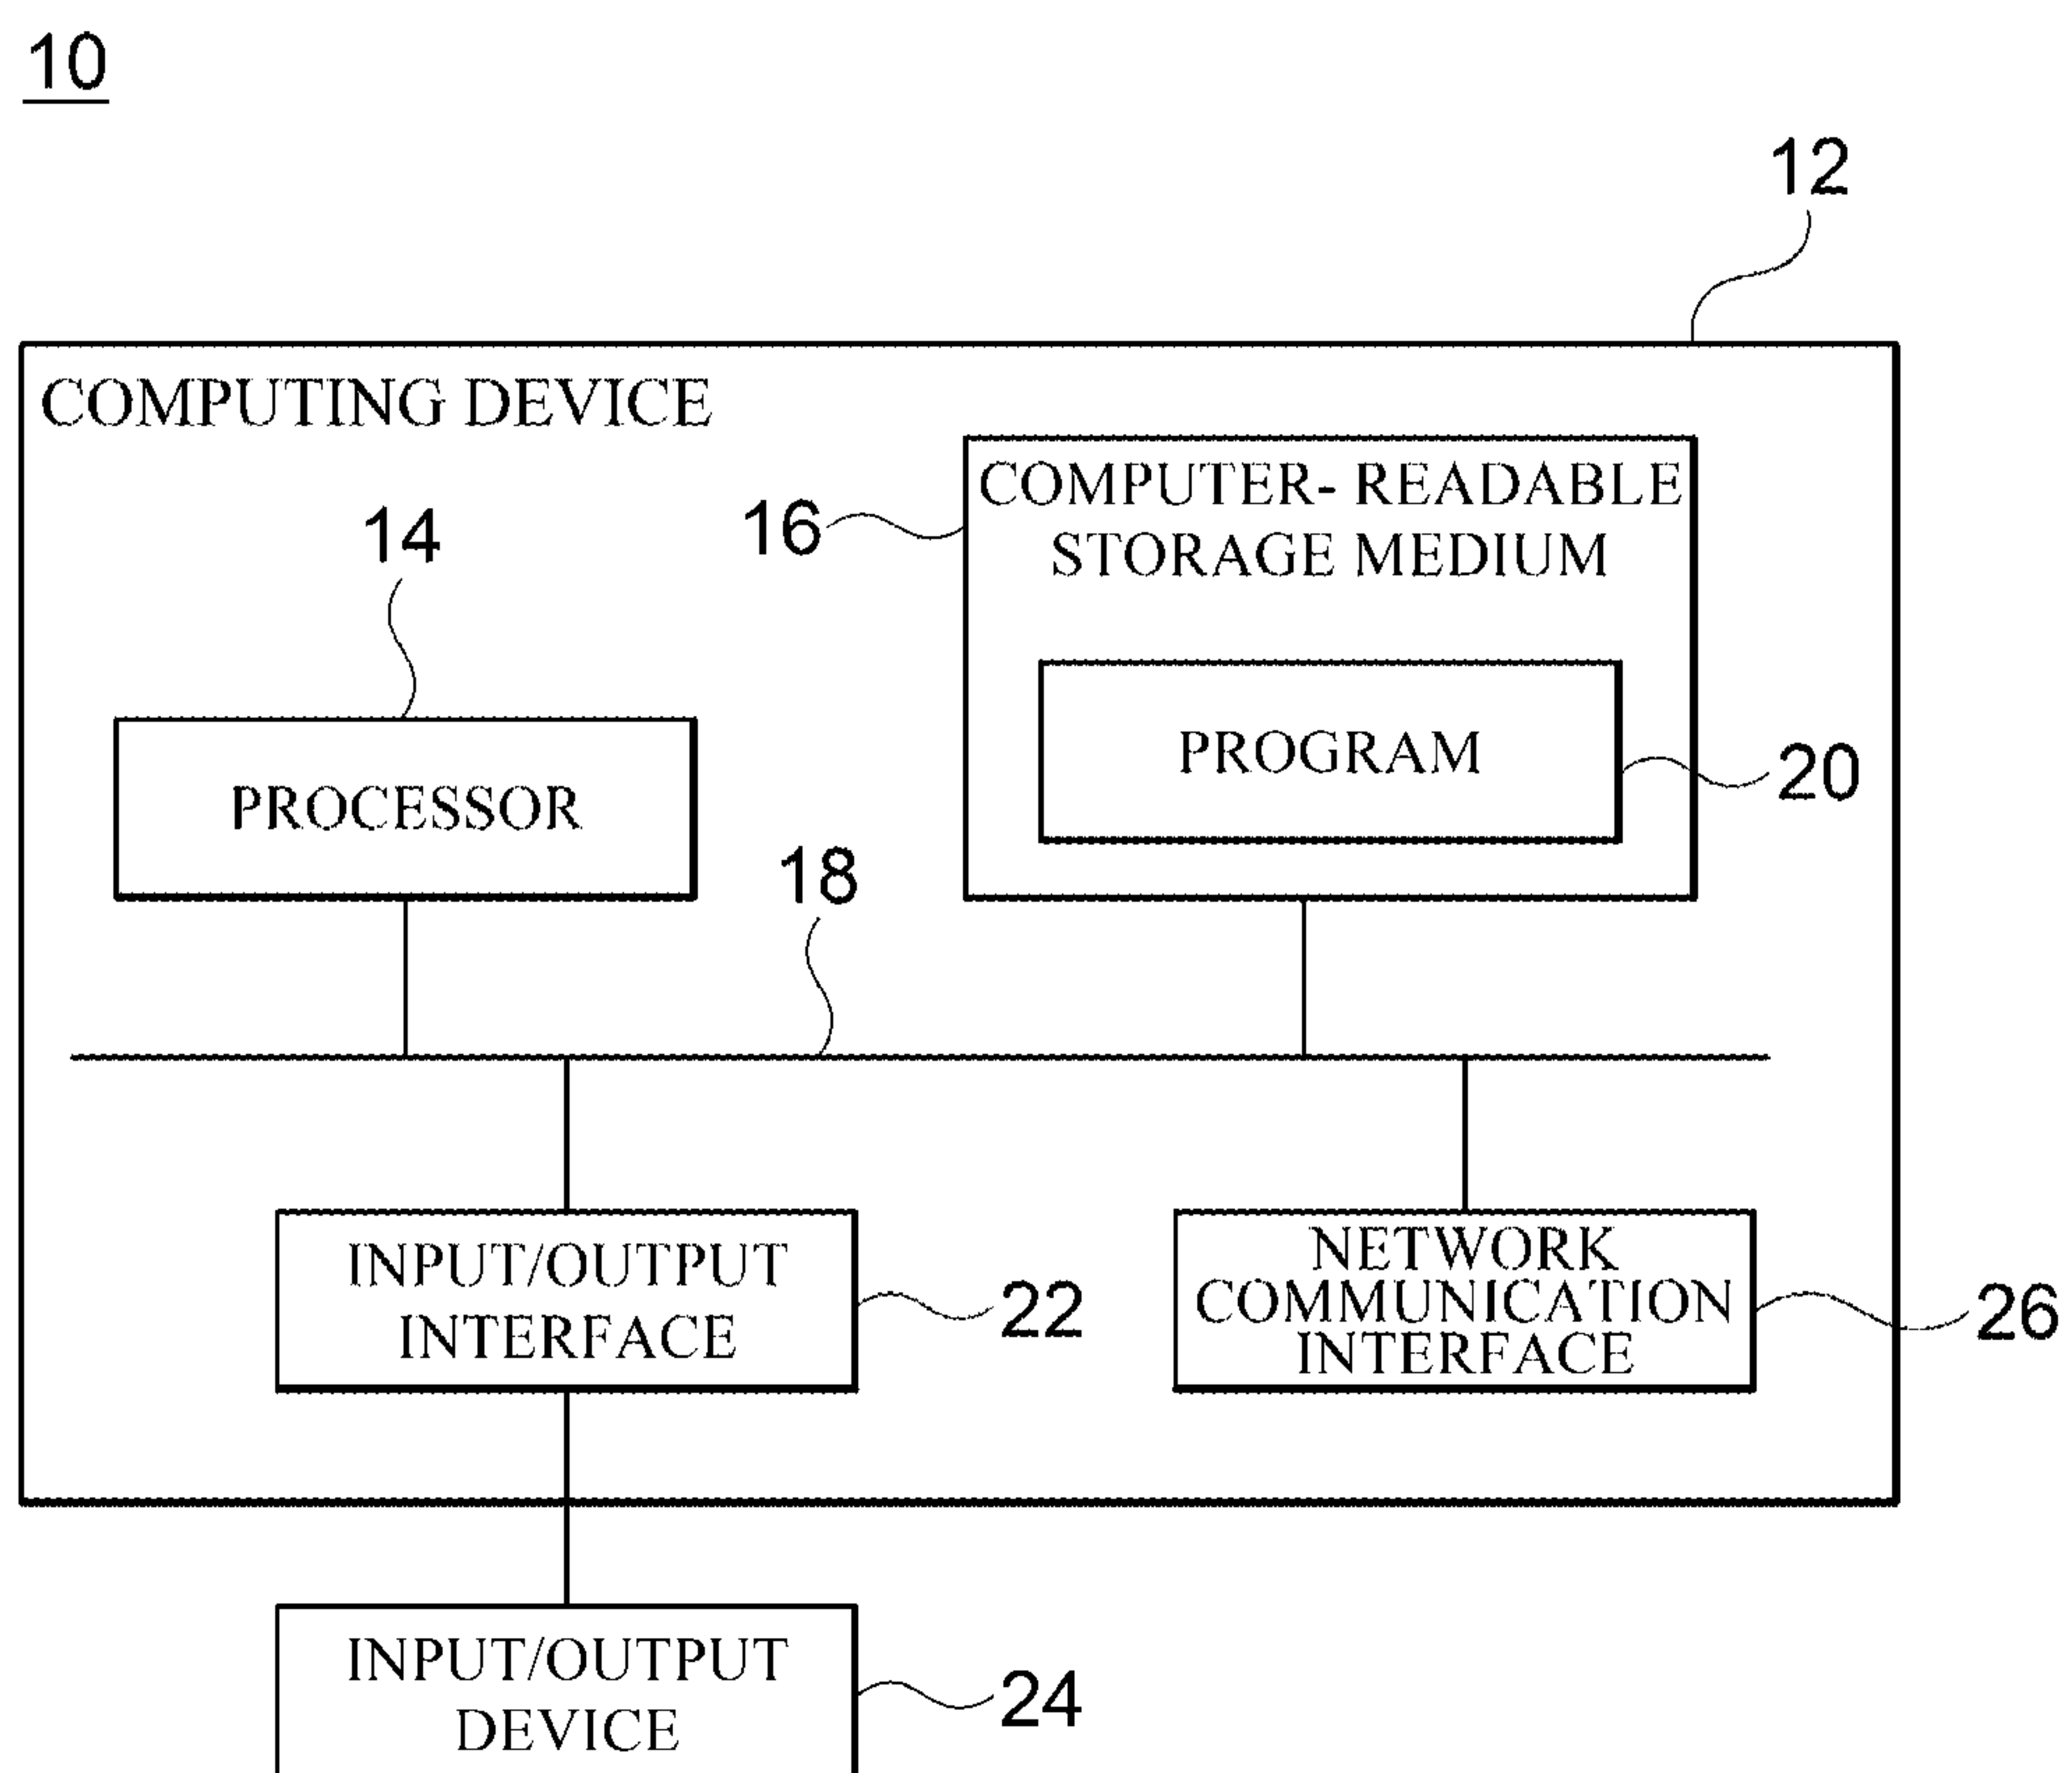 10
12
COMPUTING DEVICE
COMPUTER- READABLE
STORAGE MEDIUM
16
14
PROGRAM
20
PROCESSOR
18
INPUT/OUTPUT
INTERFACE
22
NETWORK
COMMUNICATION
INTERFACE
26
INPUT/OUTPUT
DEVICE
24